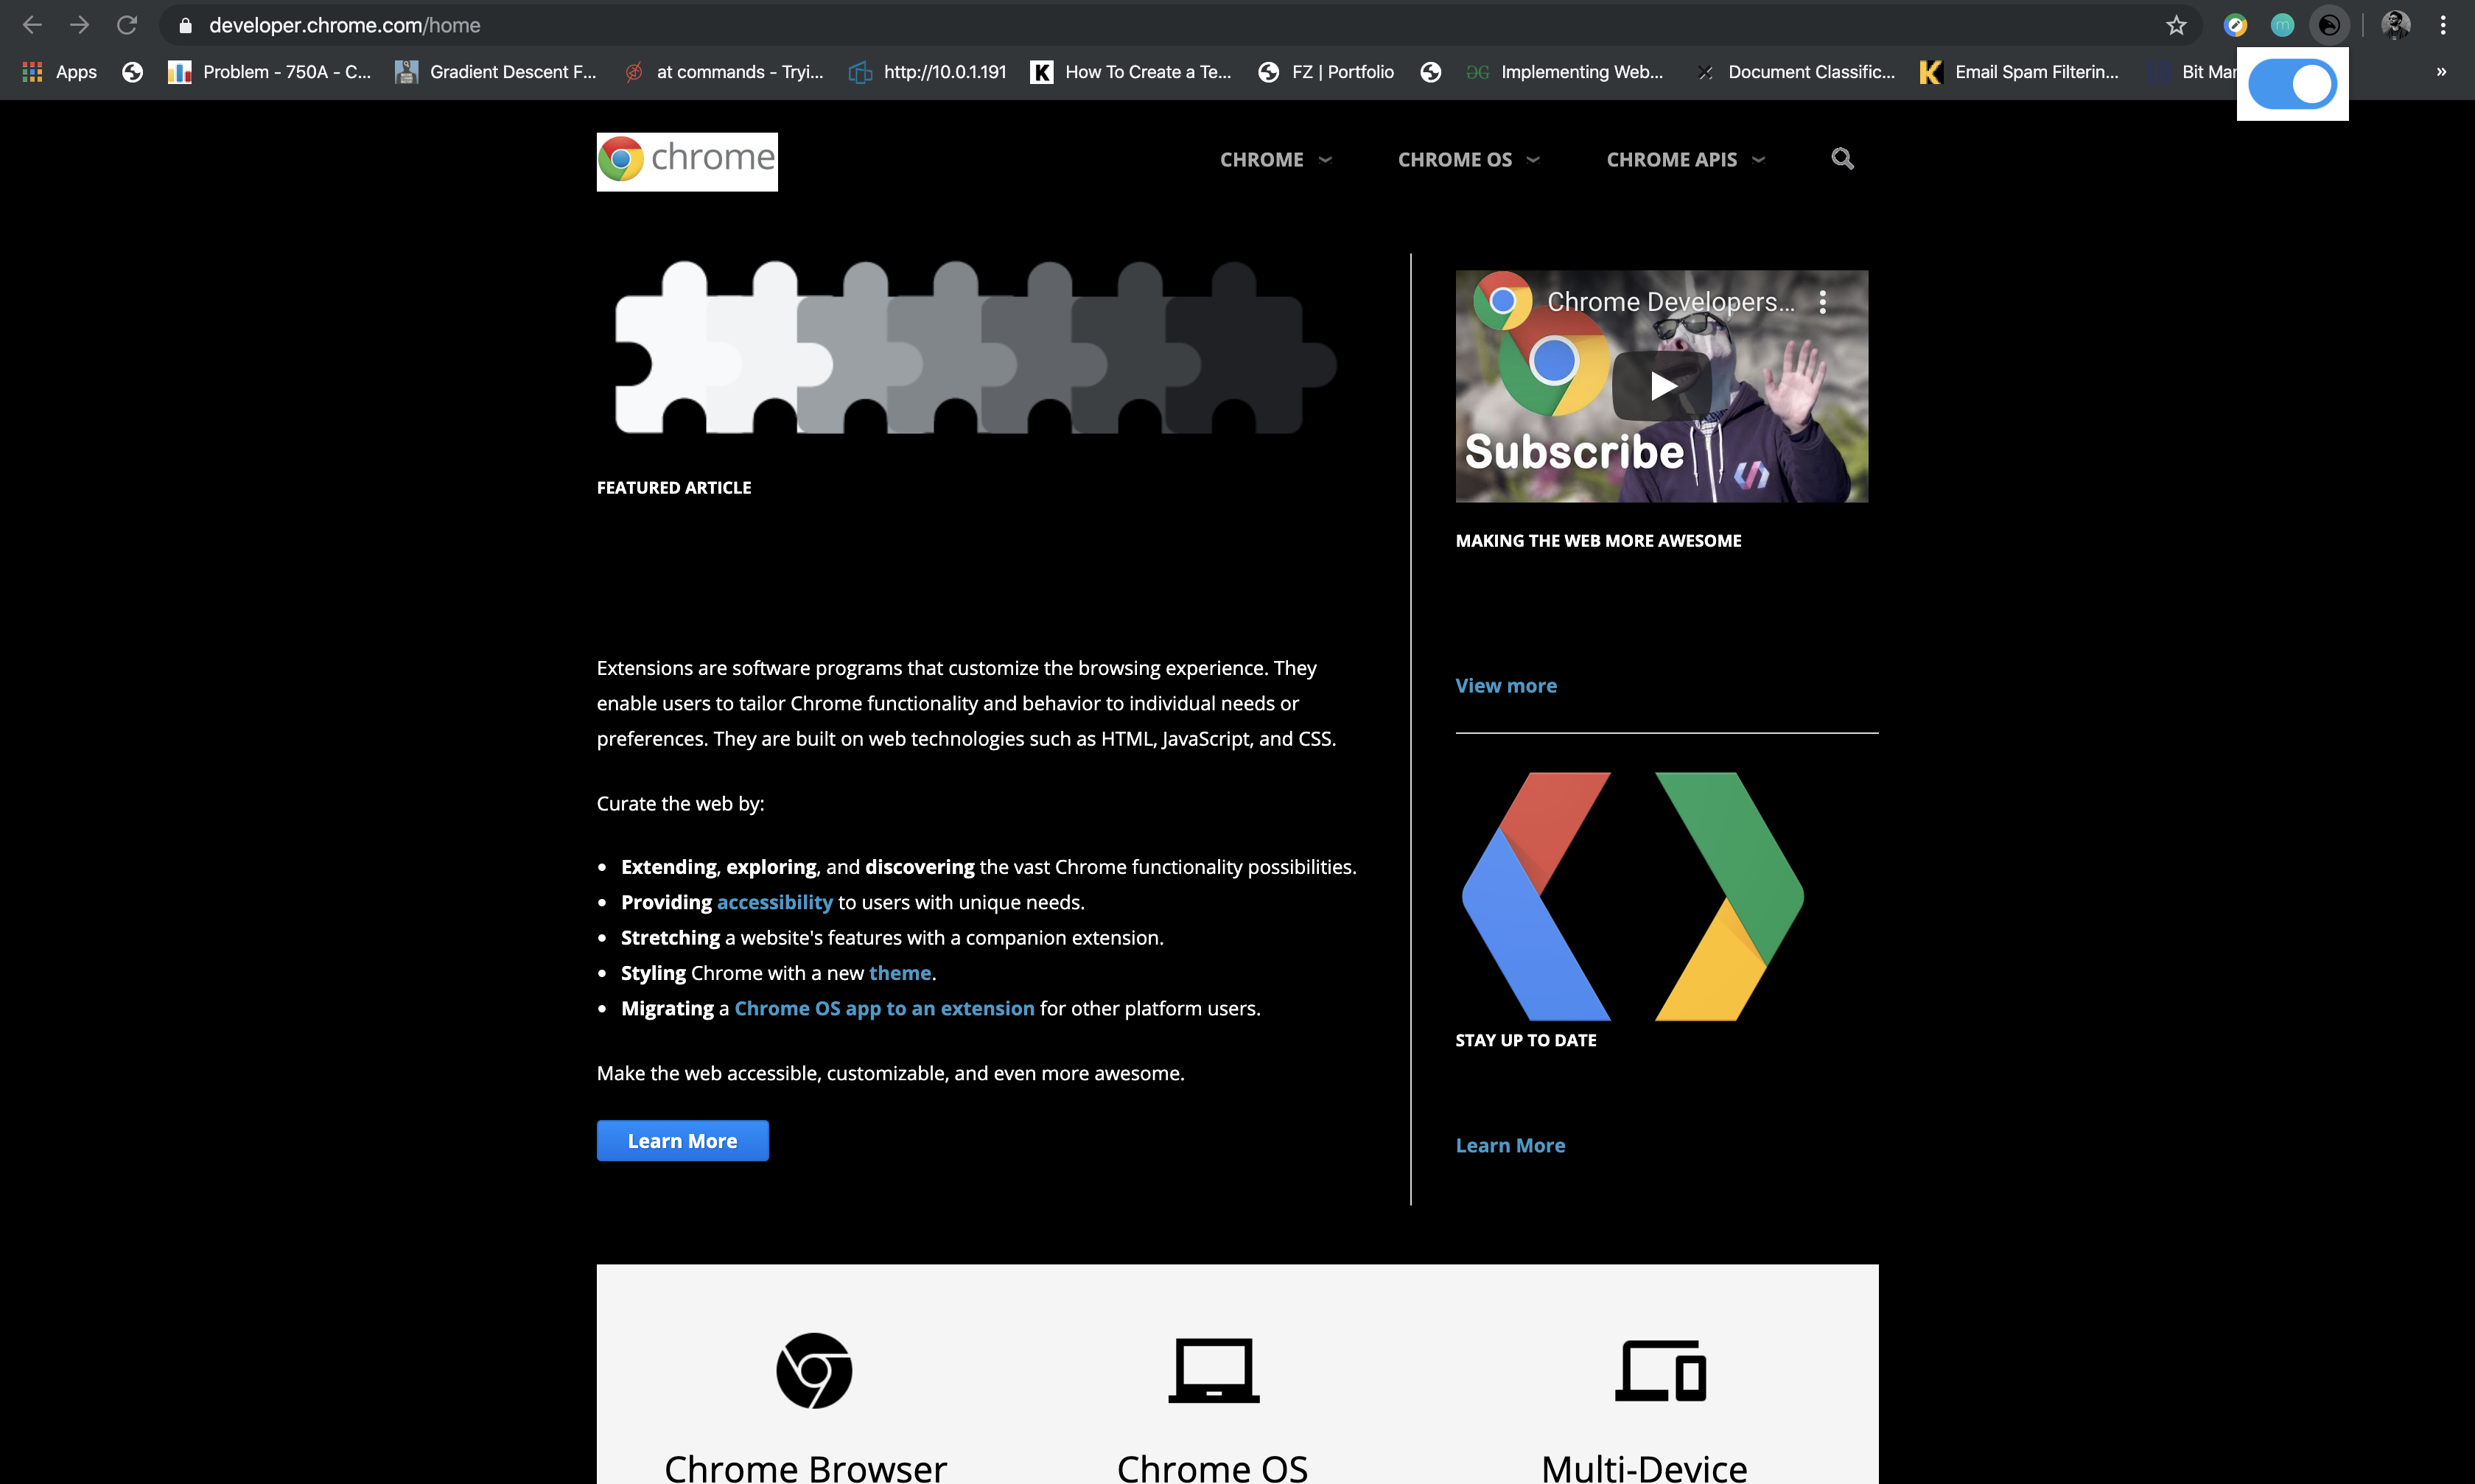 developer.chrome.com/home
Apps
Problem - 750A - C...
Gradient Descent F...
at commands - Tryi...
http://10.0.1.191
K
How To Create a Te...
FZ | Portfolio
Implementing Web...
Document Classific...
Email Spam Filterin...
Bit Mar
»
chrome
CHROME
CHROME OS
CHROME APIS
FEATURED ARTICLE
Extensions are software programs that customize the browsing experience. They
enable users to tailor Chrome functionality and behavior to individual needs or
preferences. They are built on web technologies such as HTML, JavaScript, and CSS.
Curate the web by:
• Extending, exploring, and discovering the vast Chrome functionality possibilities.
• Providing accessibility to users with unique needs.
• Stretching a website's features with a companion extension.
• Styling Chrome with a new theme.
• Migrating a Chrome OS app to an extension for other platform users.
Make the web accessible, customizable, and even more awesome.
Learn More
Chrome Developers...
Subscribe
MAKING THE WEB MORE AWESOME
View more
STAY UP TO DATE
Learn More
Chrome Browser
Chrome OS
Multi-Device